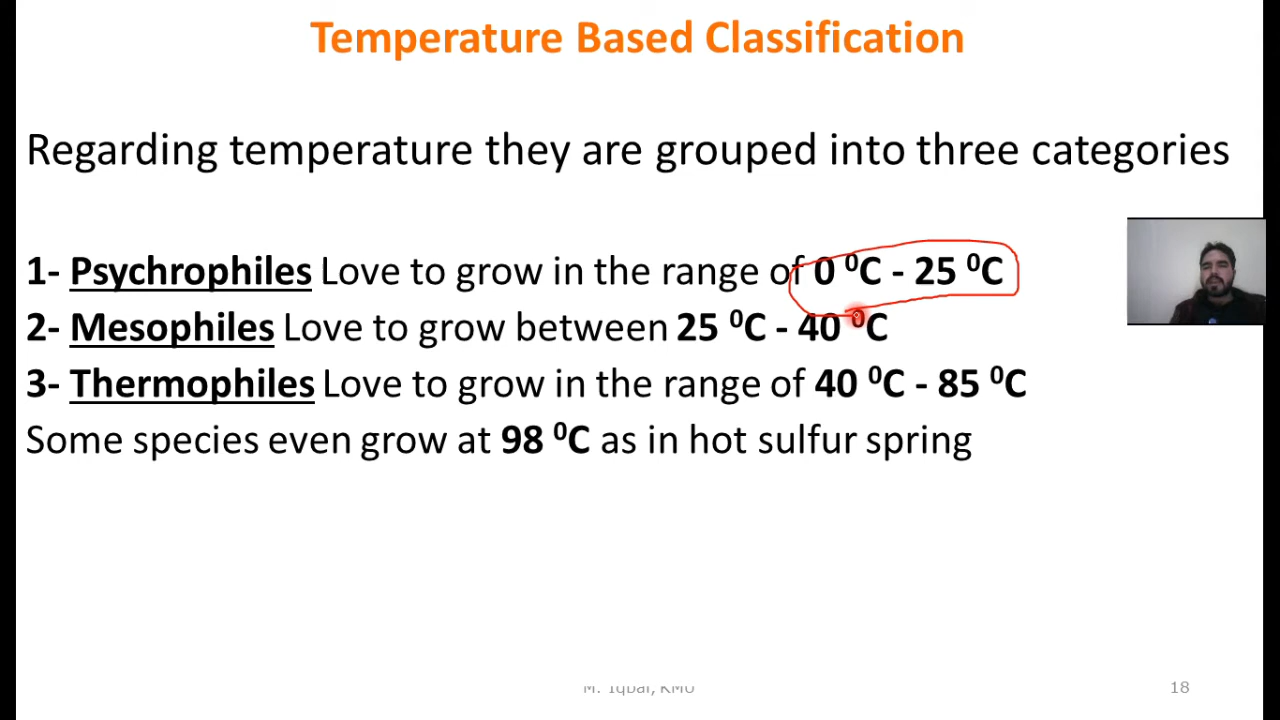 Temperature Based Classification
Regarding temperature they are grouped into three categories
1- Psychrophiles Love to grow in the range of 0 ⁰C - 25 ⁰C
2- Mesophiles Love to grow between 25 ⁰C - 40 ⁰C
3- Thermophiles Love to grow in the range of 40 ⁰C - 85 ⁰C
Some species even grow at 98 ⁰C as in hot sulfur spring
M. Iqbal, KMU
18